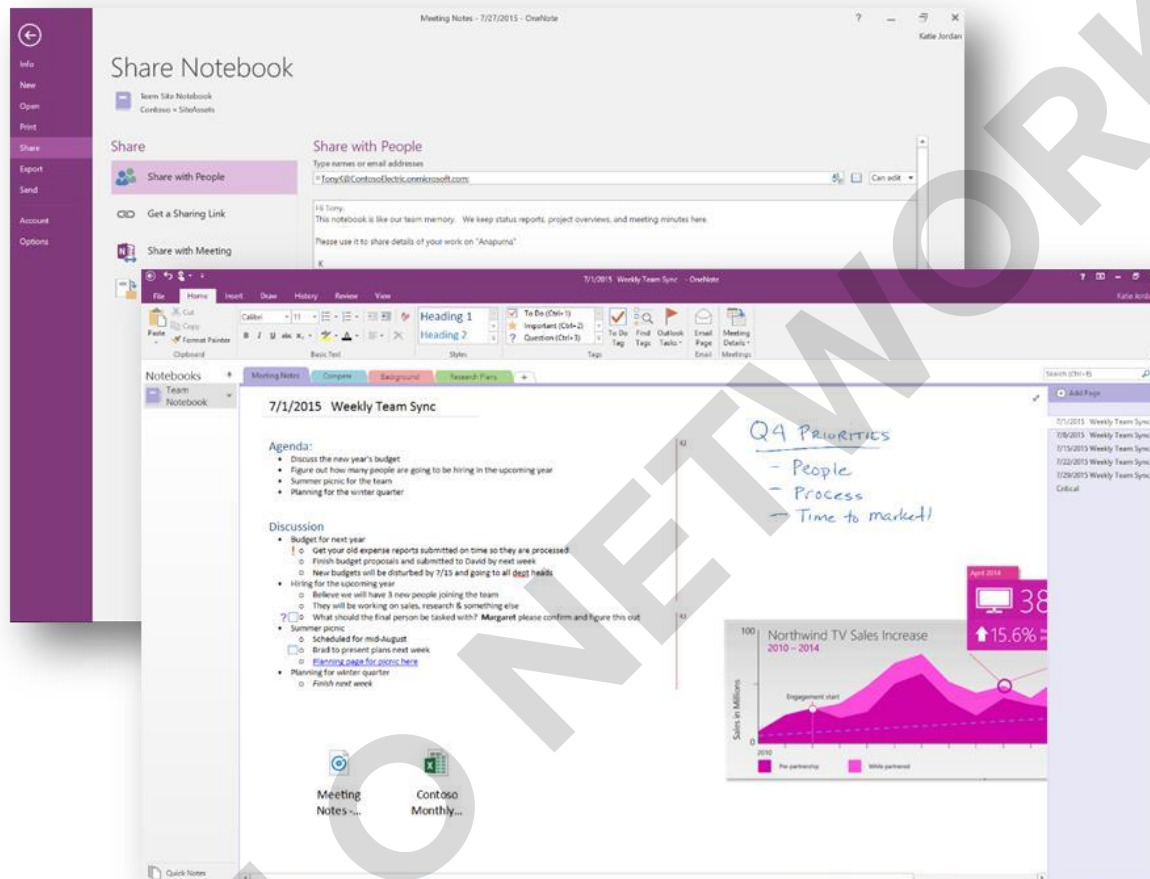 Meeting Notes - 7/27/2015 - OneNote
?
Katie Jordan
Info
New
Open
Print
Share
Export
Send
Account
Options
Share Notebook
Team Site Notebook
Contoso » SiteAssets
Share
Share with People
Get a Sharing Link
Share with Meeting
Share with People
Type names or email addresses
TonyK@ContosoElectric.onmicrosoft.com;
Can edit
Hi Tony,
This notebook is like our team memory. We keep status reports, project overviews, and meeting minutes here.
Please use it to share details of your work on "Anapurna"
K
7/1/2015 Weekly Team Sync - OneNote
?
Katie Jordan
File Home Insert Draw History Review View
Paste
Cut
Copy
Format Painter
Clipboard
Calibri 11
B I U abc
Basic Text
Heading 1
Heading 2
Styles
To Do (Ctrl+1)
Important (Ctrl+2)
Question (Ctrl+3)
To Do Tag
Find Tags
Outlook Tasks
Tags
Email Page
Email
Meeting Details
Meetings
Notebooks
Team Notebook
Meeting Notes Compete Background Research Plans +
Search (Ctrl+E)
7/1/2015 Weekly Team Sync
Agenda:
• Discuss the new year's budget
• Figure out how many people are going to be hiring in the upcoming year
• Summer picnic for the team
• Planning for the winter quarter
Discussion
• Budget for next year
! o Get your old expense reports submitted on time so they are processed
o Finish budget proposals and submitted to David by next week
o New budgets will be disturbed by 7/15 and going to all dept heads
• Hiring for the upcoming year
o Believe we will have 3 new people joining the team
o They will be working on sales, research & something else
? o What should the final person be tasked with? Margaret please confirm and figure this out
• Summer picnic
o Scheduled for mid-August
o Brad to present plans next week
o Planning page for picnic here
• Planning for winter quarter
o Finish next week
Meeting Notes -...
Contoso Monthly...
Q4 PRIORITIES
- People
- Process
- Time to market!
April 2014
38
15.6%
Northwind TV Sales Increase
2010 – 2014
100
Sales in Millions
0
Engagement start
2010
Pre-partnership
While partnered
Add Page
7/1/2015 Weekly Team Sync
7/8/2015 Weekly Team Sync
7/15/2015 Weekly Team Sync
7/22/2015 Weekly Team Sync
7/29/2015 Weekly Team Sync
Critical
Quick Notes
O NETWORK